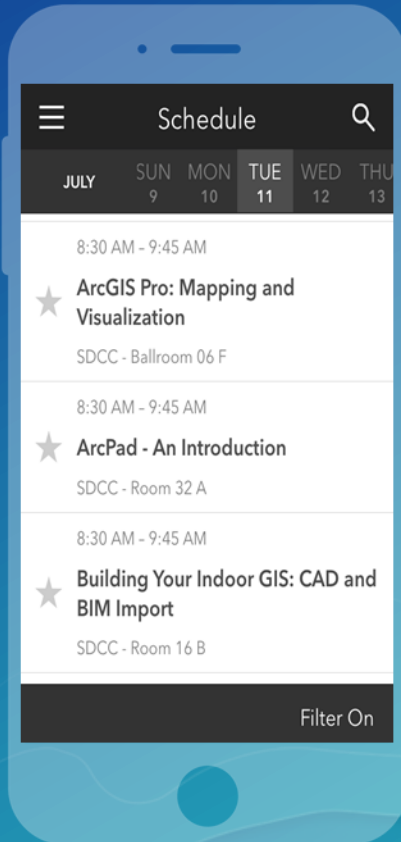 Schedule
JULY
SUN MON TUE WED THU
9 10 11 12 13
8:30 AM – 9:45 AM
ArcGIS Pro: Mapping and
Visualization
SDCC - Ballroom 06 F
8:30 AM – 9:45 AM
ArcPad - An Introduction
SDCC - Room 32 A
8:30 AM – 9:45 AM
Building Your Indoor GIS: CAD and
BIM Import
SDCC - Room 16 B
Filter On